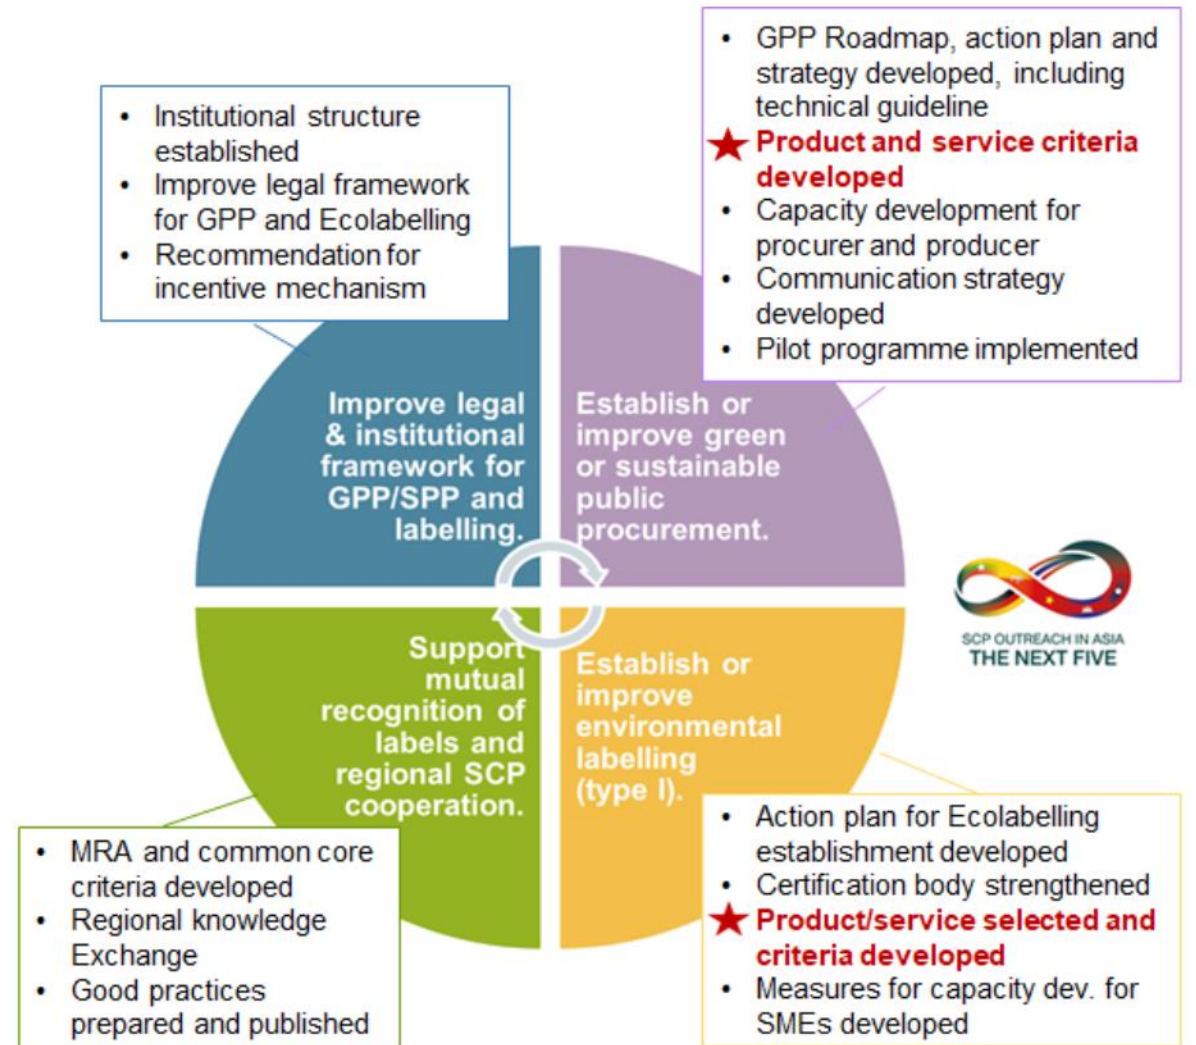 • Institutional structure
established
• Improve legal framework
for GPP and Ecolabelling
• Recommendation for
incentive mechanism
• GPP Roadmap, action plan and
strategy developed, including
technical guideline
★ Product and service criteria
developed
• Capacity development for
procurer and producer
• Communication strategy
developed
• Pilot programme implemented
Improve legal
& institutional
framework for
GPP/SPP and
labelling.
Establish or
improve green
or sustainable
public
procurement.
Support
mutual
recognition of
labels and
regional SCP
cooperation.
Establish or
improve
environmental
labelling
(type I).
SCP OUTREACH IN ASIA
THE NEXT FIVE
• MRA and common core
criteria developed
• Regional knowledge
Exchange
• Good practices
prepared and published
• Action plan for Ecolabelling
establishment developed
• Certification body strengthened
★ Product/service selected and
criteria developed
• Measures for capacity dev. for
SMEs developed